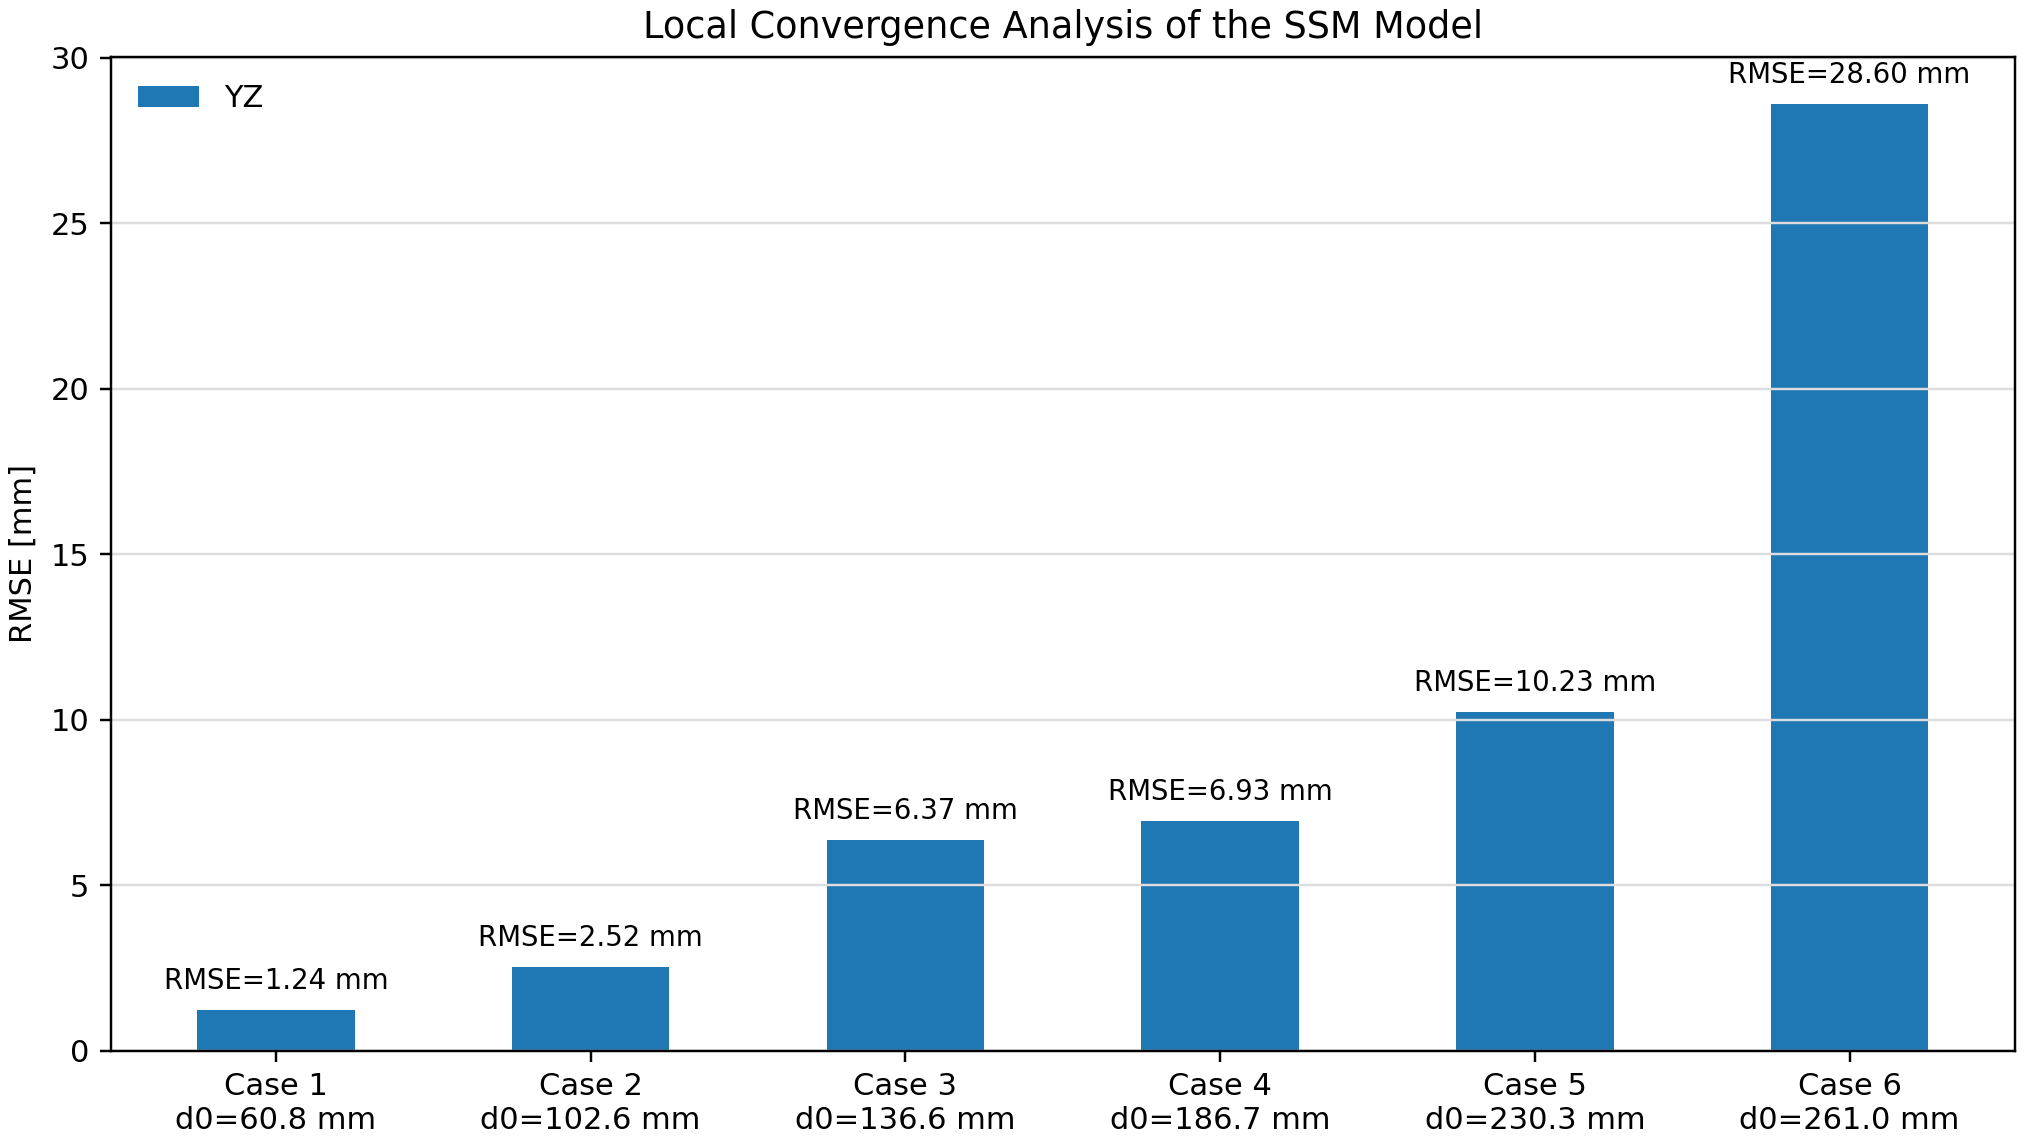 Local Convergence Analysis of the SSM Model
30
RMSE=28.60 mm
YZ
25
20
15
RMSE [mm]
RMSE=10.23 mm
10
RMSE=6.93 mm
RMSE=6.37 mm
5
RMSE=2.52 mm
RMSE=1.24 mm
0
Case 1 Case 2 Case 3 Case 4 Case 5 Case 6
d0=60.8 mm d0=102.6 mm d0=136.6 mm d0=186.7 mm d0=230.3 mm d0=261.0 mm